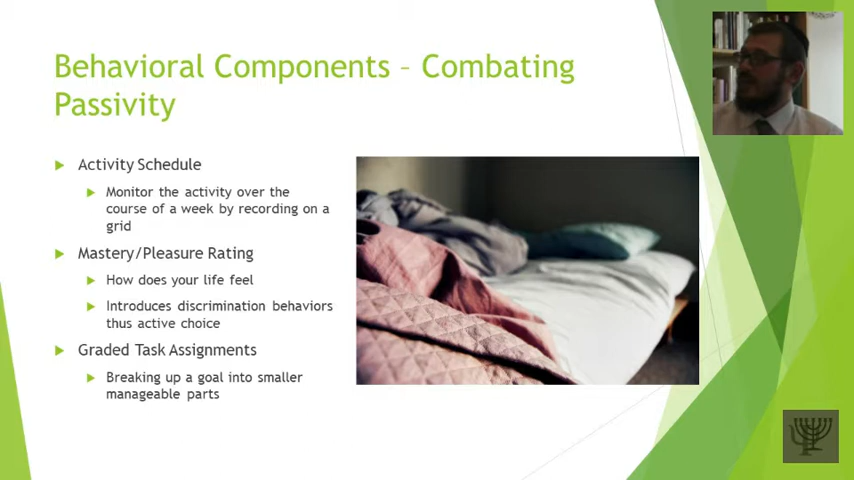 Behavioral Components – Combating
Passivity
Activity Schedule
Monitor the activity over the
course of a week by recording on a
grid
Mastery/Pleasure Rating
How does your life feel
Introduces discrimination behaviors
thus active choice
Graded Task Assignments
Breaking up a goal into smaller
manageable parts